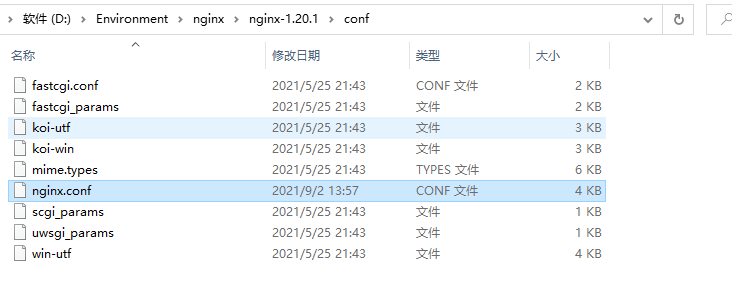 软件 (D:) > Environment > nginx > nginx-1.20.1 > conf
名称 修改日期 类型 大小
fastcgi.conf 2021/5/25 21:43 CONF 文件 2 KB
fastcgi_params 2021/5/25 21:43 文件 2 KB
koi-utf 2021/5/25 21:43 文件 3 KB
koi-win 2021/5/25 21:43 文件 3 KB
mime.types 2021/5/25 21:43 TYPES 文件 6 KB
nginx.conf 2021/9/2 13:57 CONF 文件 4 KB
scgi_params 2021/5/25 21:43 文件 1 KB
uwsgi_params 2021/5/25 21:43 文件 1 KB
win-utf 2021/5/25 21:43 文件 4 KB